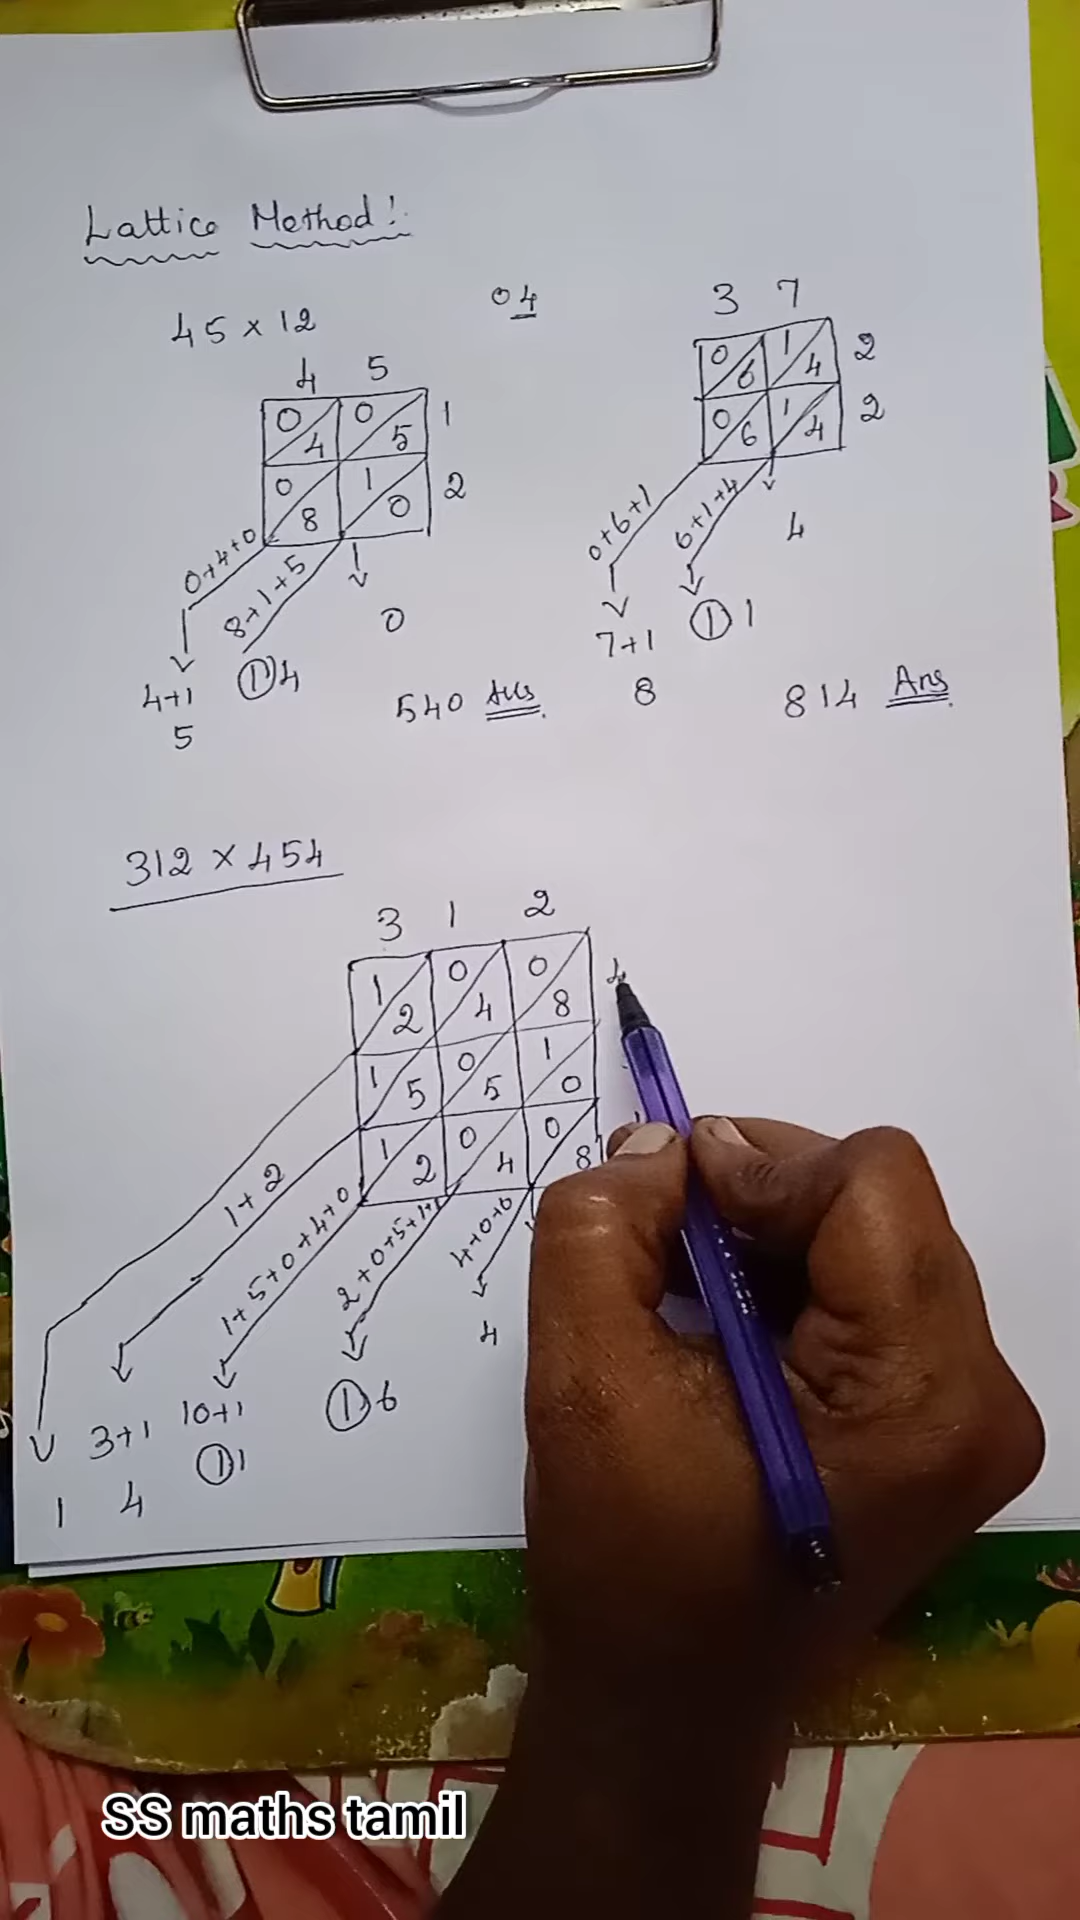 Lattice Method!
45 × 12
04
4 5
0 4 0 5 1
0 8 1 0 2
0+4+0
8+1+5
0
4+1
① 4
5
540 Ans.
3 7
0 6 1 4 2
0 6 1 4 2
0+6+1
6+1+4
4
7+1
① 1
8
814 Ans
312 × 454
3 1 2
1 2 0 4 0 8 4
1 5 0 5 1 0
1 2 0 4 0 8
1+2
1+5+0+4+0
2+0+5+1+1
4+0+0
4
3+1
10+1
① 6
① 1
1 4
SS maths tamil